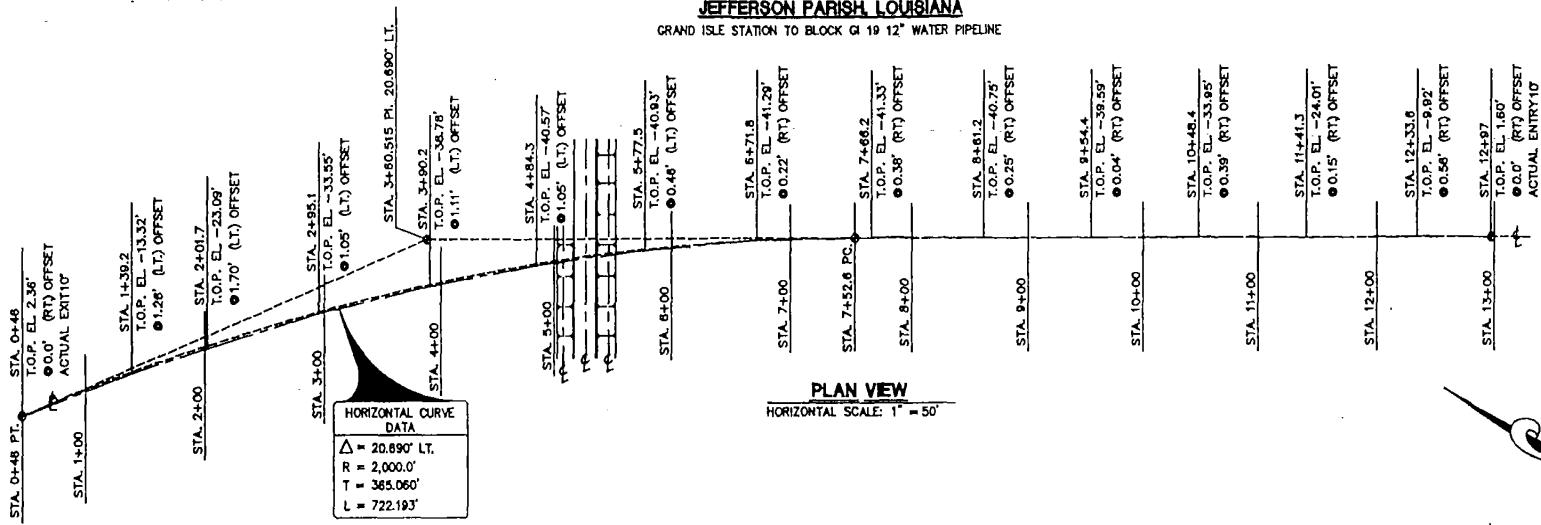 JEFFERSON PARISH, LOUISIANA
GRAND ISLE STATION TO BLOCK GI 19 12" WATER PIPELINE
STA. 0+48 PT.
STA. 0+46
T.O.P. EL 2.36'
@0.0' (RT.) OFFSET
ACTUAL EXIT10°
STA. 1+00
STA. 1+39.2
T.O.P. EL -13.32'
@1.26' (LT.) OFFSET
STA. 2+00
STA. 2+01.7
T.O.P. EL -23.09'
@1.70' (LT.) OFFSET
STA. 2+95.1
T.O.P. EL -33.55'
@1.05' (LT.) OFFSET
STA. 3+00
STA. 3+80.515 PI. 20.690° LT.
STA. 3+90.2
T.O.P. EL -38.78'
@1.11' (LT.) OFFSET
STA. 4+00
STA. 4+84.3
T.O.P. EL -40.57'
@1.05' (LT.) OFFSET
STA. 5+00
STA. 5+77.5
T.O.P. EL -40.93'
@0.46' (LT.) OFFSET
STA. 6+00
STA. 6+71.8
T.O.P. EL -41.29'
@0.22' (RT.) OFFSET
STA. 7+00
STA. 7+52.6 PC.
STA. 7+66.2
T.O.P. EL -41.33'
@0.38' (RT.) OFFSET
STA. 8+00
STA. 8+61.2
T.O.P. EL -40.75'
@0.25' (RT.) OFFSET
STA. 9+00
STA. 9+54.4
T.O.P. EL -39.59'
@0.04' (RT.) OFFSET
STA. 10+00
STA. 10+48.4
T.O.P. EL -33.95'
@0.39' (RT.) OFFSET
STA. 11+00
STA. 11+41.3
T.O.P. EL -24.01'
@0.15' (RT.) OFFSET
STA. 12+00
STA. 12+33.6
T.O.P. EL -9.92'
@0.56' (RT.) OFFSET
STA. 12+97
T.O.P. EL 1.60'
@0.0' (RT.) OFFSET
ACTUAL ENTRY10°
STA. 13+00
HORIZONTAL CURVE
DATA
Δ = 20.690° LT.
R = 2,000.0'
T = 365.060'
L = 722.193'
PLAN VIEW
HORIZONTAL SCALE: 1" = 50'